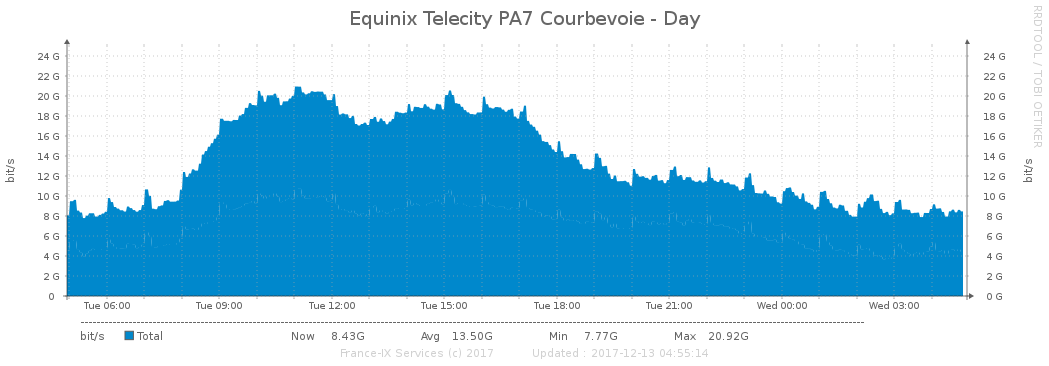 Equinix Telecity PA7 Courbevoie - Day
RRDTOOL / TOBI OETIKER
bit/s
24 G
22 G
20 G
18 G
16 G
14 G
12 G
10 G
8 G
6 G
4 G
2 G
0
24 G
22 G
20 G
18 G
16 G
14 G
12 G
10 G
8 G
6 G
4 G
2 G
0 G
bit/s
Tue 06:00 Tue 09:00 Tue 12:00 Tue 15:00 Tue 18:00 Tue 21:00 Wed 00:00 Wed 03:00
bit/s Total Now 8.43G Avg 13.50G Min 7.77G Max 20.92G
France-IX Services (c) 2017 Updated : 2017-12-13 04:55:14